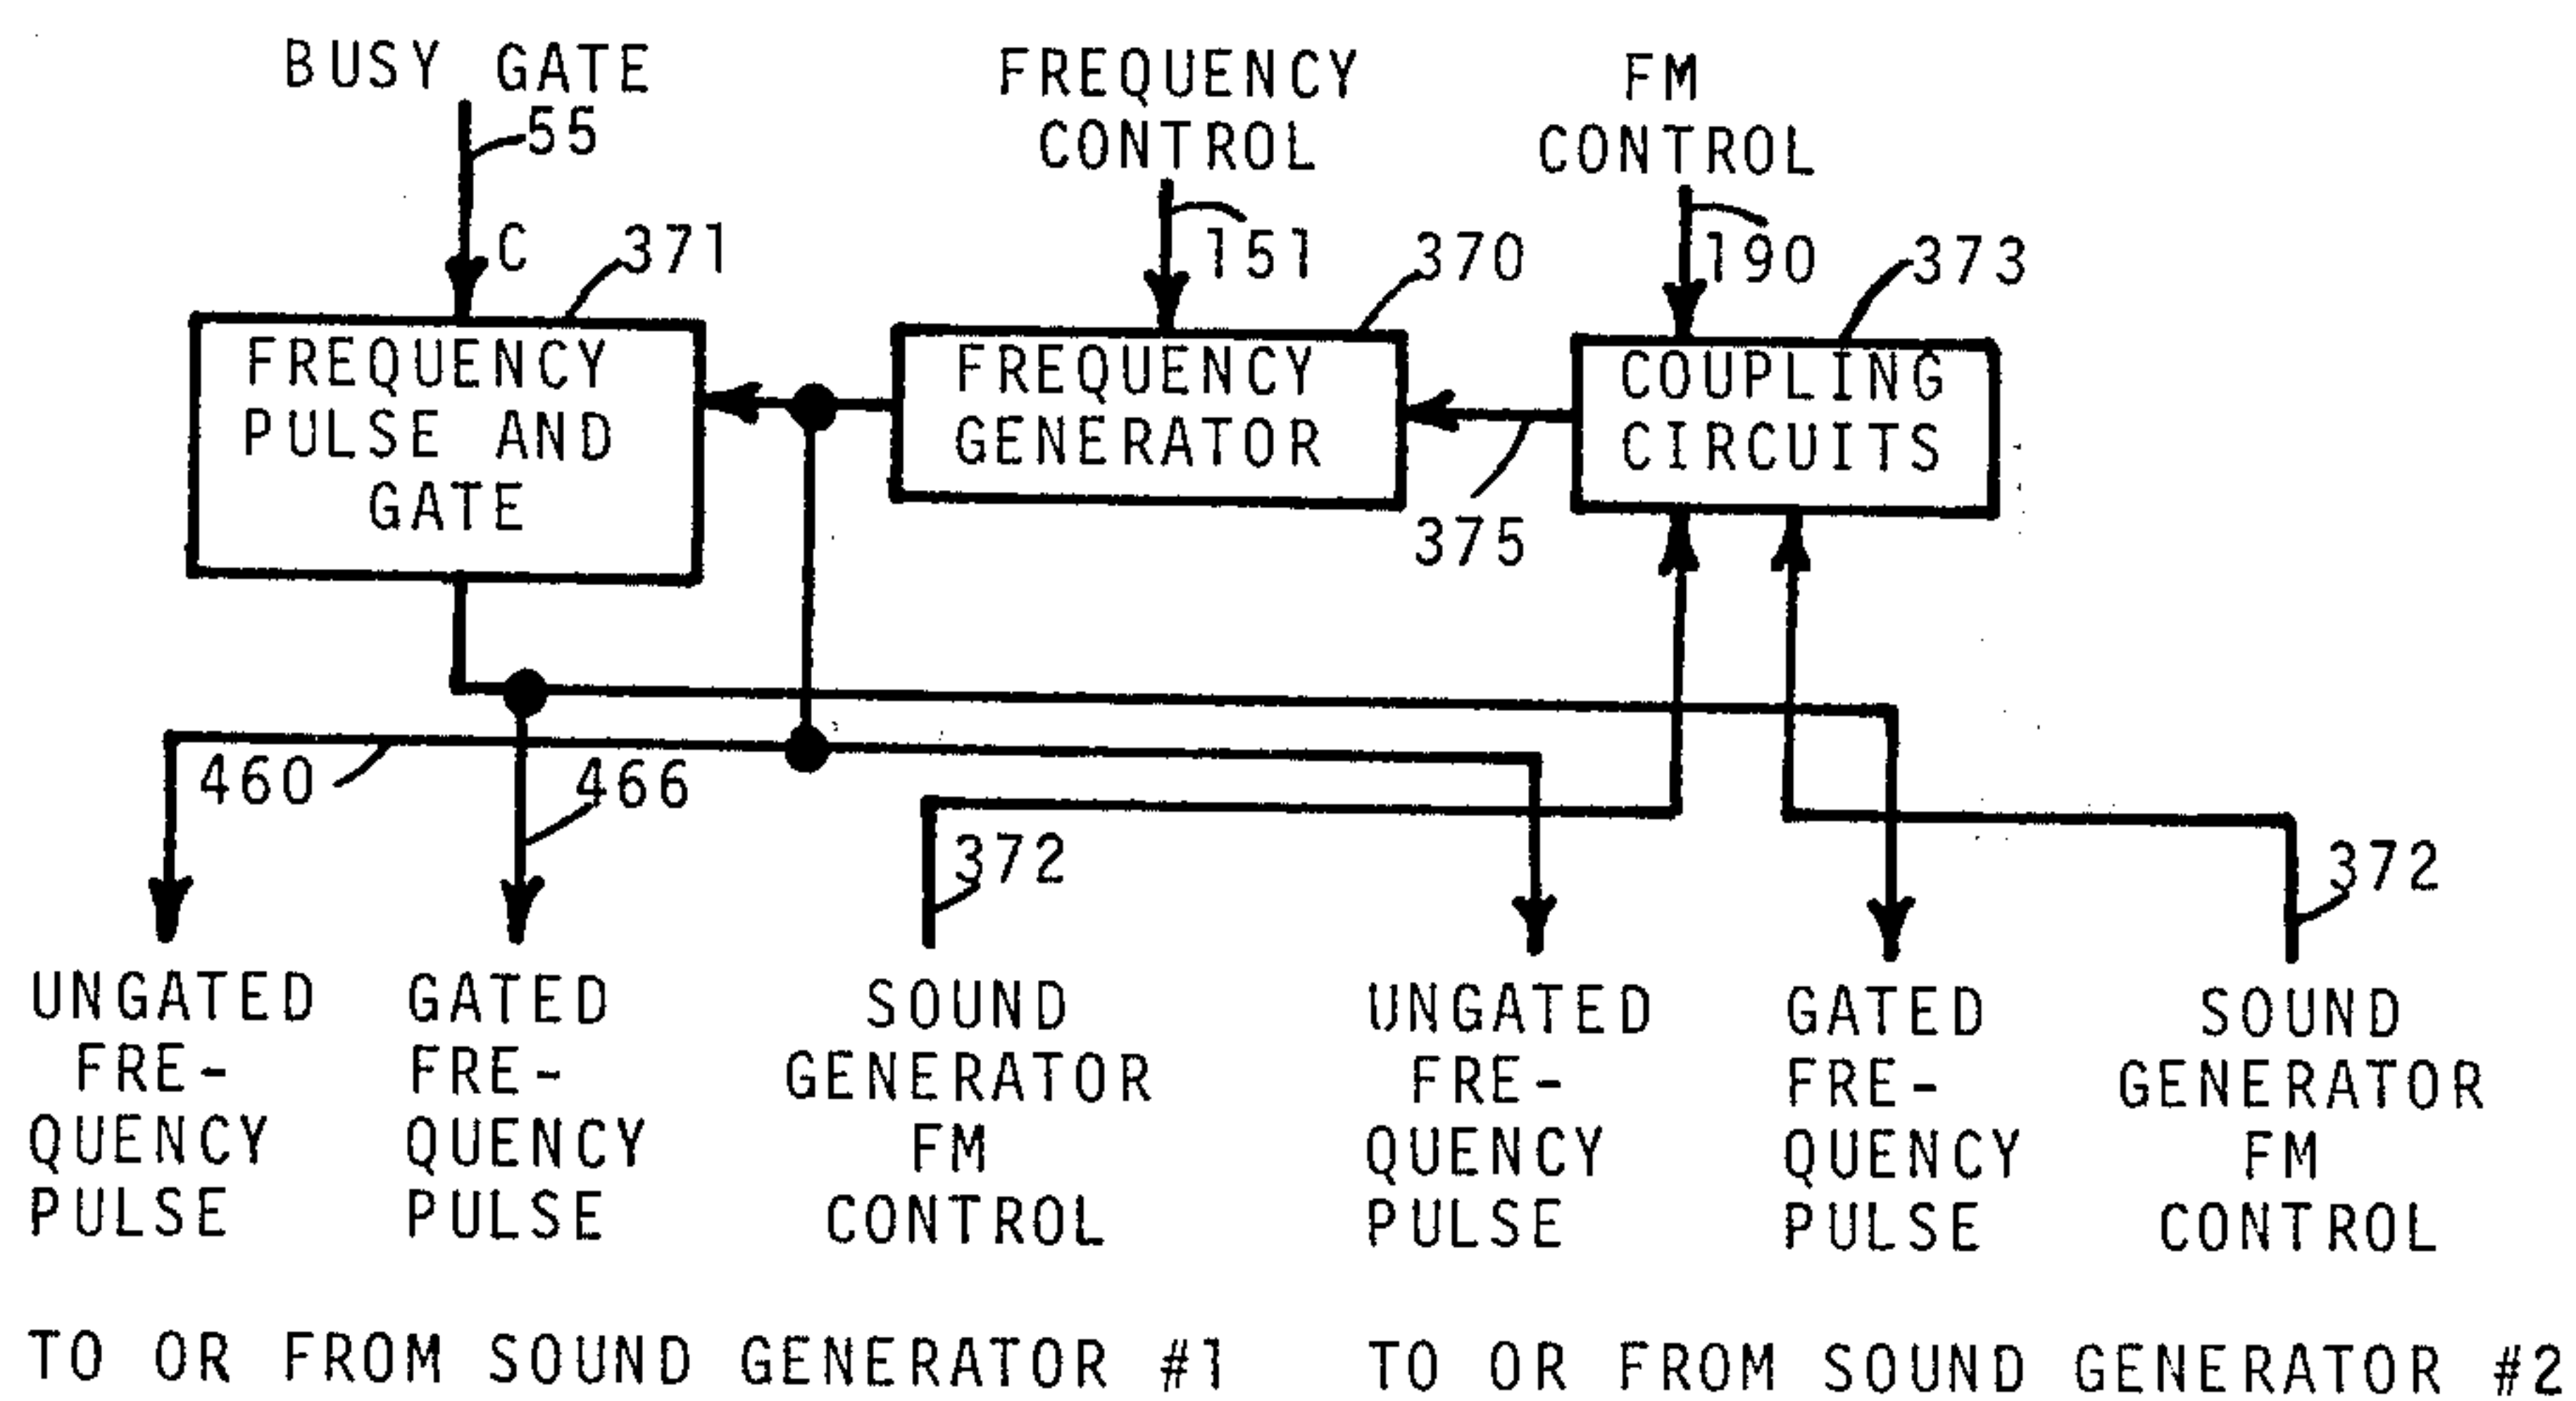 BUSY GATE
55
C
371
FREQUENCY
CONTROL
151
370
FM
CONTROL
190
373
FREQUENCY
PULSE AND
GATE
FREQUENCY
GENERATOR
COUPLING
CIRCUITS
375
460
466
372
372
UNGATED
FRE-
QUENCY
PULSE
GATED
FRE-
QUENCY
PULSE
SOUND
GENERATOR
FM
CONTROL
UNGATED
FRE-
QUENCY
PULSE
GATED
FRE-
QUENCY
PULSE
SOUND
GENERATOR
FM
CONTROL
TO OR FROM SOUND GENERATOR #1
TO OR FROM SOUND GENERATOR #2